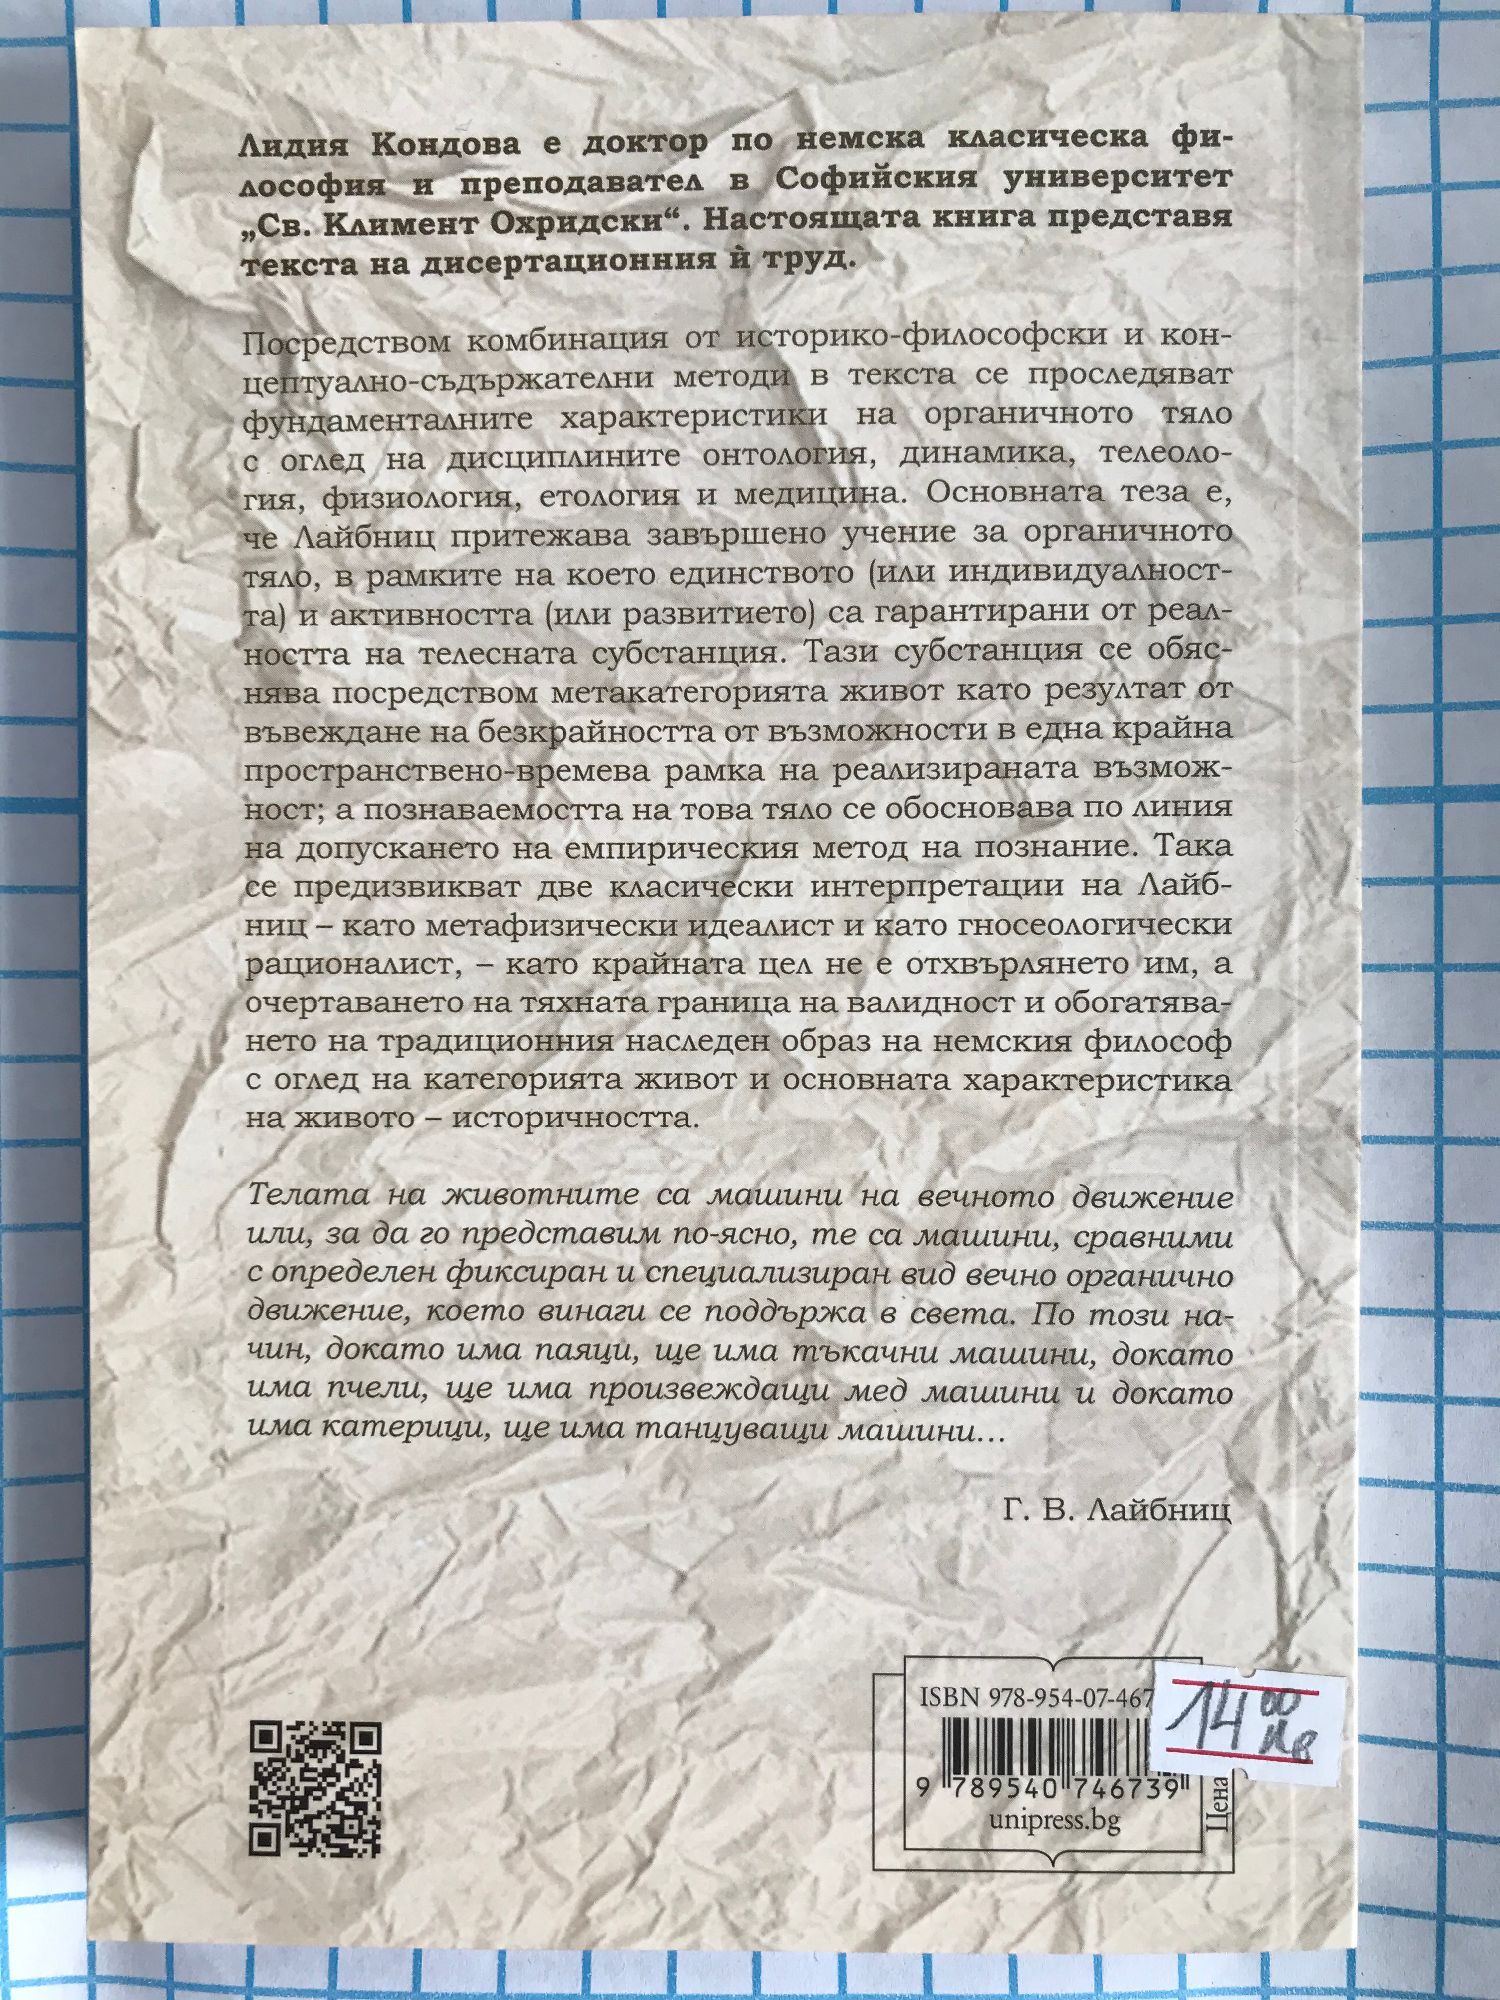 Лидия Кондова е доктор по немска класическа фи-
лософия и преподавател в Софийския университет
„Св. Климент Охридски“. Настоящата книга представя
текста на дисертационния ѝ труд.
Посредством комбинация от историко-философски и кон-
цептуално-съдържателни методи в текста се проследяват
фундаменталните характеристики на органичното тяло
с оглед на дисциплините онтология, динамика, телеоло-
гия, физиология, етология и медицина. Основната теза е,
че Лайбниц притежава завършено учение за органичното
тяло, в рамките на което единството (или индивидуалност-
та) и активността (или развитието) са гарантирани от реал-
ността на телесната субстанция. Тази субстанция се обяс-
нява посредством метакатегорията живот като резултат от
въвеждане на безкрайността от възможности в една крайна
пространствено-времева рамка на реализираната възмож-
ност; а познаваемостта на това тяло се обосновава по линия
на допускането на емпирическия метод на познание. Така
се предизвикват две класически интерпретации на Лайб-
ниц – като метафизически идеалист и като гносеологически
рационалист, – като крайната цел не е отхвърлянето им, а
очертаването на тяхната граница на валидност и обогатява-
нето на традиционния наследен образ на немския философ
с оглед на категорията живот и основната характеристика
на живото – историчността.
Телата на животните са машини на вечното движение
или, за да го представим по-ясно, те са машини, сравними
с определен фиксиран и специализиран вид вечно органично
движение, което винаги се поддържа в света. По този на-
чин, докато има паяци, ще има тъкачни машини, докато
има пчели, ще има произвеждащи мед машини и докато
има катерици, ще има танцуващи машини...
Г. В. Лайбниц
ISBN 978-954-07-467
14 00 лв
9 789540 746739
unipress.bg
Цена